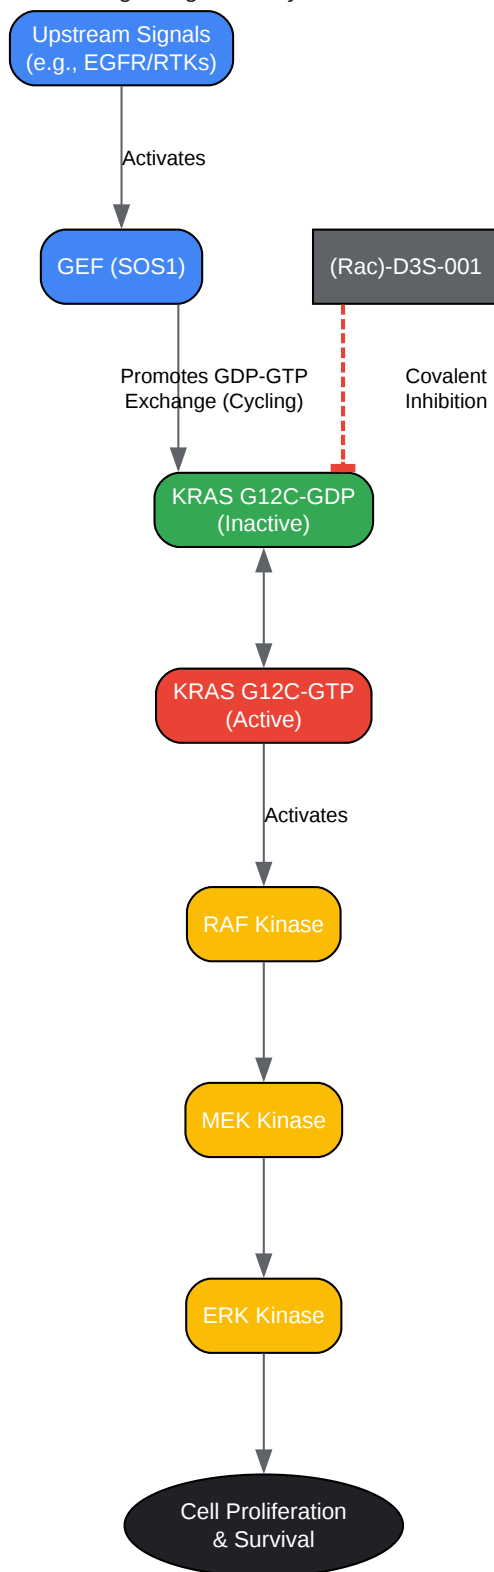 Upstream Signals
(e.g., EGFR/RTKs)
Activates
GEF (SOS1)
(Rac)-D3S-001
Promotes GDP-GTP
Exchange (Cycling)
Covalent
Inhibition
KRAS G12C-GDP
(Inactive)
KRAS G12C-GTP
(Active)
Activates
RAF Kinase
MEK Kinase
ERK Kinase
Cell Proliferation
& Survival